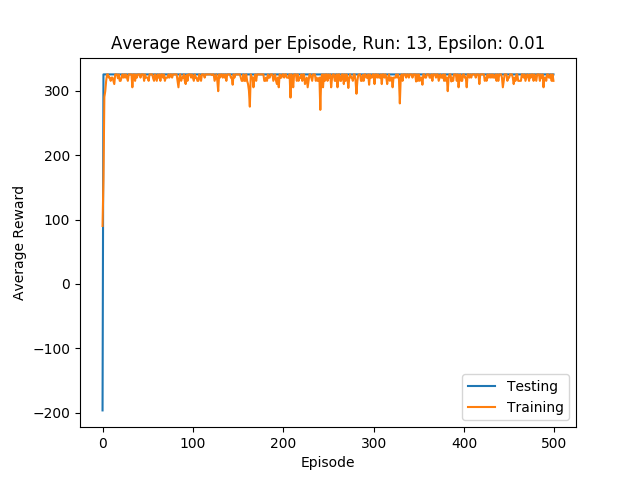 Average Reward per Episode, Run: 13, Epsilon: 0.01
Average Reward
300
200
100
0
−100
−200
0
100
200
300
400
500
Episode
Testing
Training